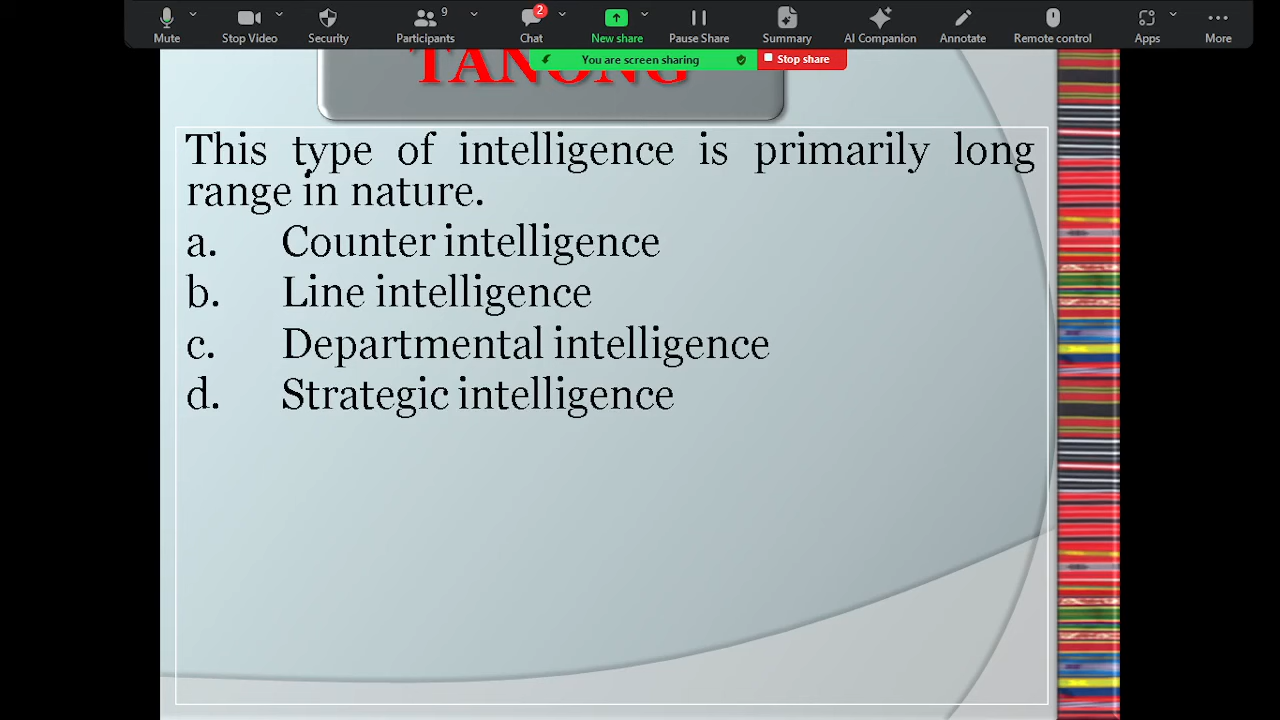 Mute
Stop Video
Security
Participants
9
Chat
2
New share
Pause Share
Summary
AI Companion
Annotate
Remote control
Apps
More
You are screen sharing
Stop share
TANONG
This type of intelligence is primarily long
range in nature.
a. Counter intelligence
b. Line intelligence
c. Departmental intelligence
d. Strategic intelligence